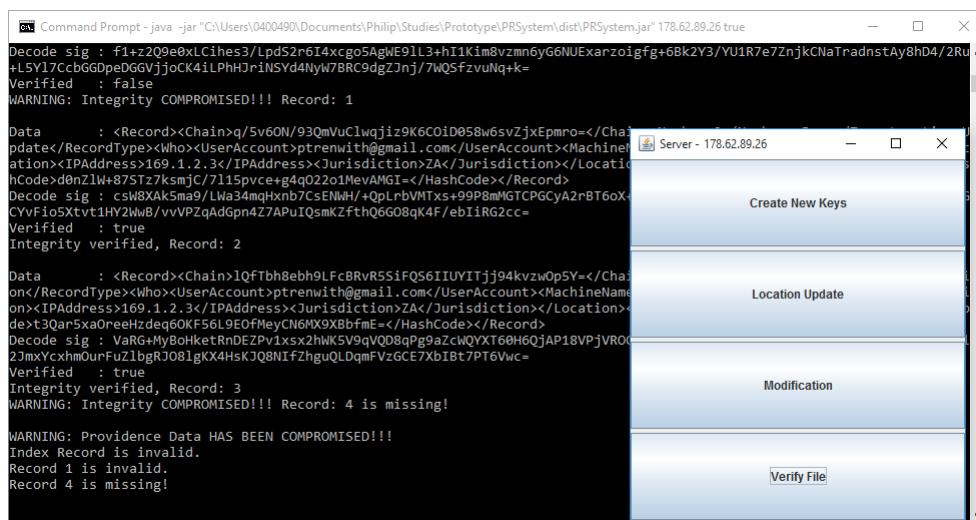 Command Prompt - java -jar "C:\Users\0400490\Documents\Philip\Studies\Prototype\PRSystem\dist\PRSystem.jar" 178.62.89.26 true
Decode sig : f1+z2Q9e0xLCihes3/LpdS2r6I4xcgo5AgWE9lL3+hI1Kim8vzmn6yG6NUExarzoigfg+6Bk2Y3/YU1R7e7ZnjkCNaTradnstAy8hD4/2Ru
+L5Yl7CcbGGDpeDGGVjjoCK4iLPhHJriNSYd4NyW7BRC9dgZJnj/7WQSfzvuNq+k=
Verified : false
WARNING: Integrity COMPROMISED!!! Record: 1
Data : <Record><Chain>q/5v6ON/93QmVuClwqjiz9K6COiD058w6svZjxEpmro=</Chai
pdate</RecordType><Who><UserAccount>ptrenwith@gmail.com</UserAccount><Machine
ation><IPAddress>169.1.2.3</IPAddress><Jurisdiction>ZA</Jurisdiction></Locatio
hCode>d0nZlW+87STz7ksmjC/7l15pvce+g4qO22o1MevAMGI=</HashCode></Record>
Decode sig : csW8XAk5ma9/LWa34mqHxnb7CsENWH/+QpLrbVMTxs+99P8mMGTCPGCyA2rBT6oX+
CYvFio5Xtvt1HY2WwB/vvVPZqAdGpn4Z7APuIQsmKZfthQ6GO8qK4F/ebIiRG2cc=
Verified : true
Integrity verified, Record: 2
Data : <Record><Chain>lQfTbh8ebh9LFcBRvR5SiFQS6IIUYITjj94kvzwOp5Y=</Chai
on</RecordType><Who><UserAccount>ptrenwith@gmail.com</UserAccount><MachineName
on><IPAddress>169.1.2.3</IPAddress><Jurisdiction>ZA</Jurisdiction></Location><
de>t3Qar5xaOreeHzdeq6OKF56L9EOfMeyCN6MX9XBbfmE=</HashCode></Record>
Decode sig : VaRG+MyBoHketRnDEZPv1xsx2hWK5V9qVQD8qPg9aZcWQYXT60H6QjAP18VPjVROC
2JmxYcxhmOurFuZlbgRJO8lgKX4HsKJQ8NIfZhguQLDqmFVzGCE7XbIBt7PT6Vwc=
Verified : true
Integrity verified, Record: 3
WARNING: Integrity COMPROMISED!!! Record: 4 is missing!
WARNING: Providence Data HAS BEEN COMPROMISED!!!
Index Record is invalid.
Record 1 is invalid.
Record 4 is missing!
Server - 178.62.89.26
Create New Keys
Location Update
Modification
Verify File